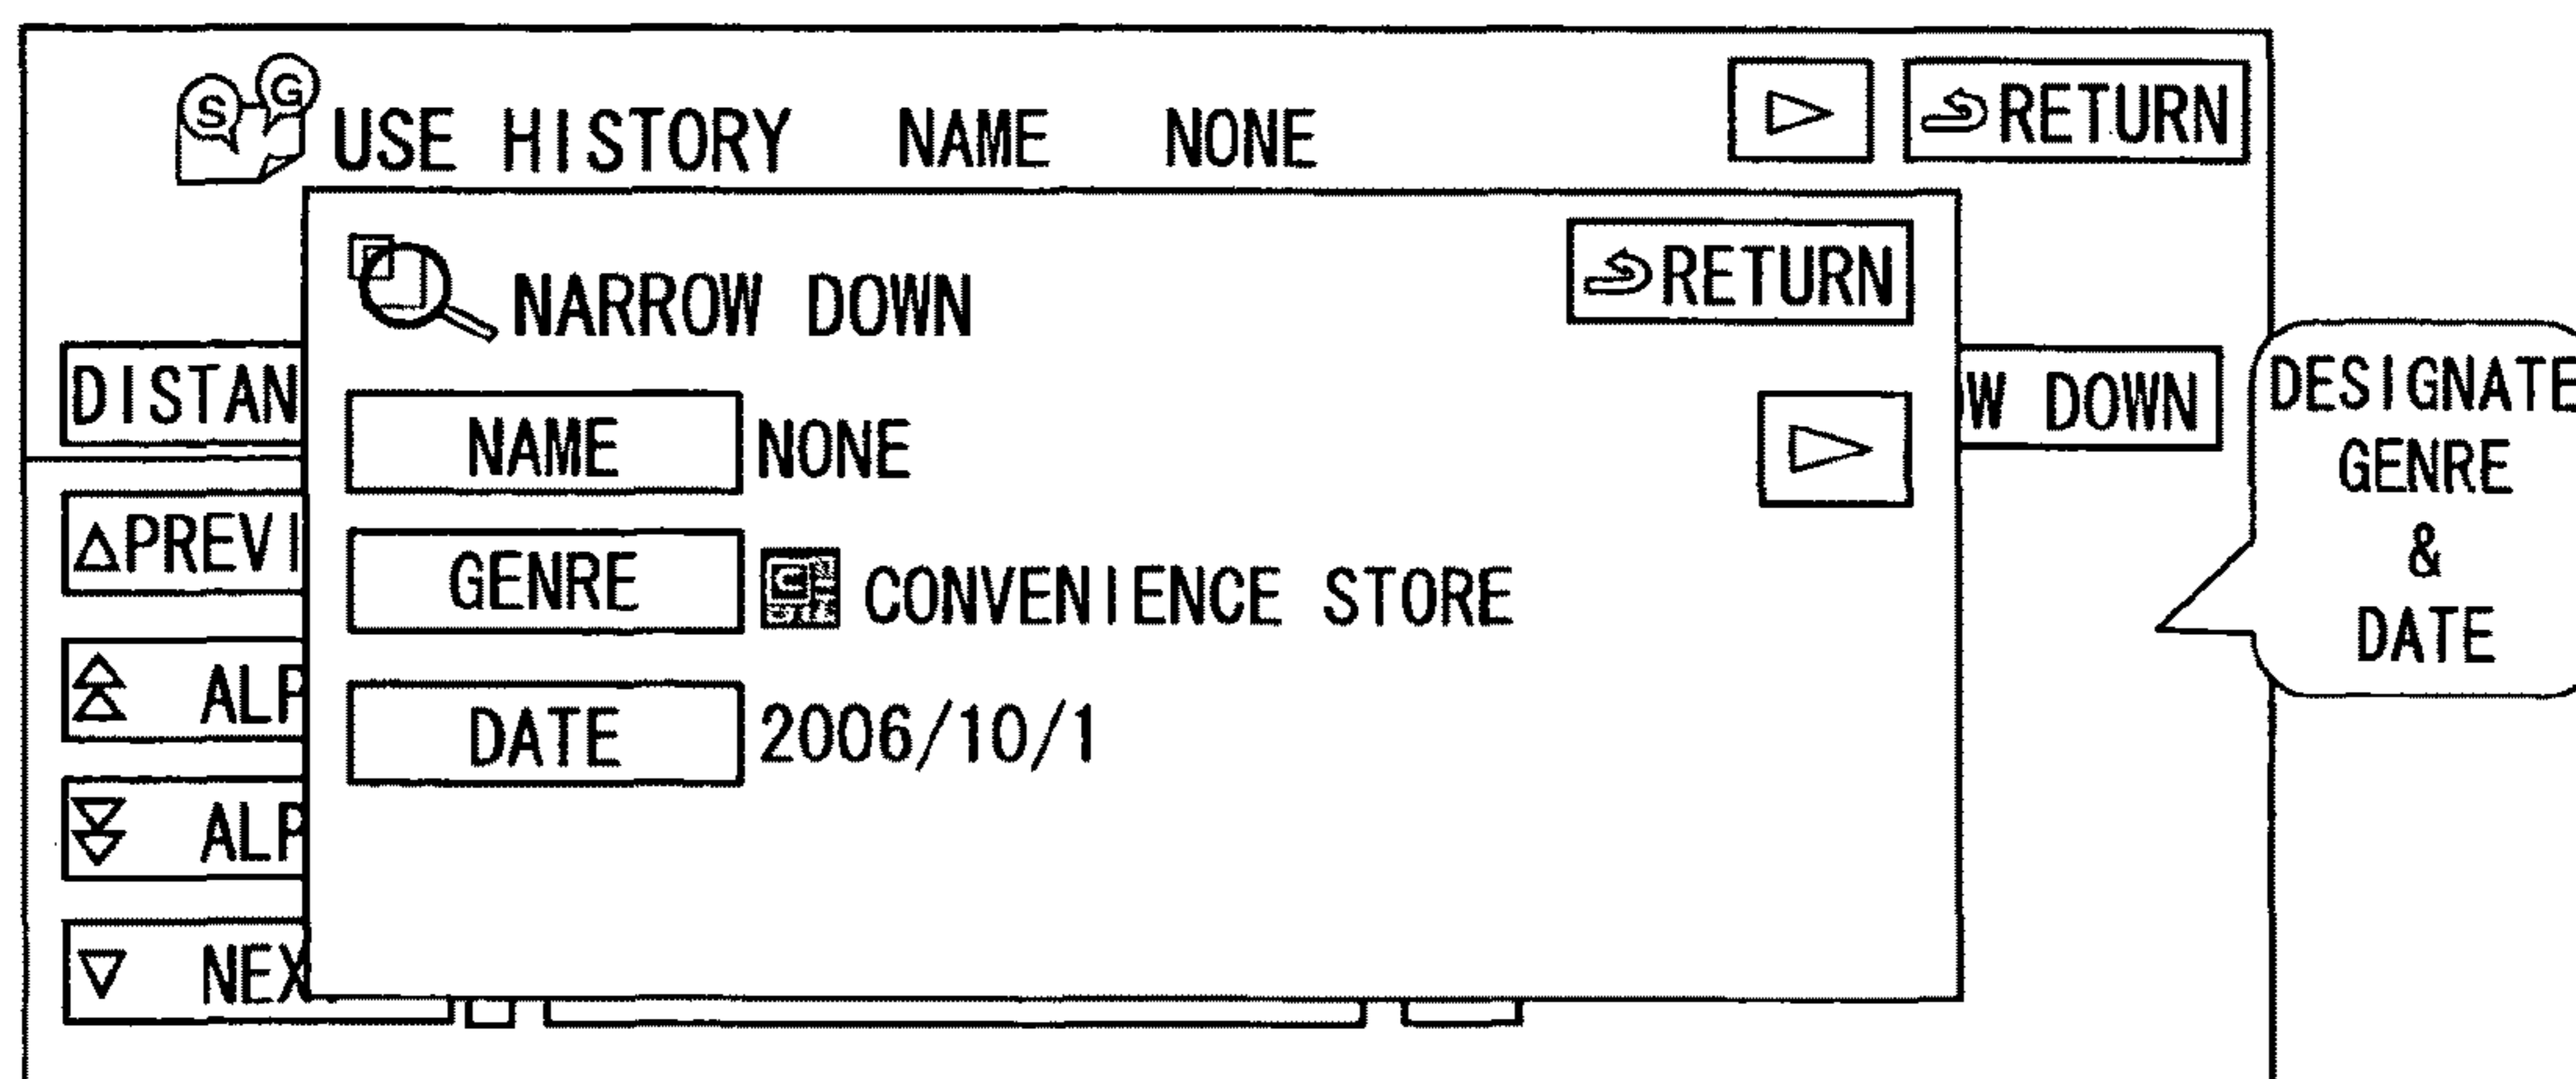 S G USE HISTORY NAME NONE ▷ RETURN
NARROW DOWN RETURN
DISTAN W DOWN
NAME NONE ▷
△PREVI
GENRE C CONVENIENCE STORE
ALP
DATE 2006/10/1
ALP
▽ NEX
DESIGNATE
GENRE
&
DATE